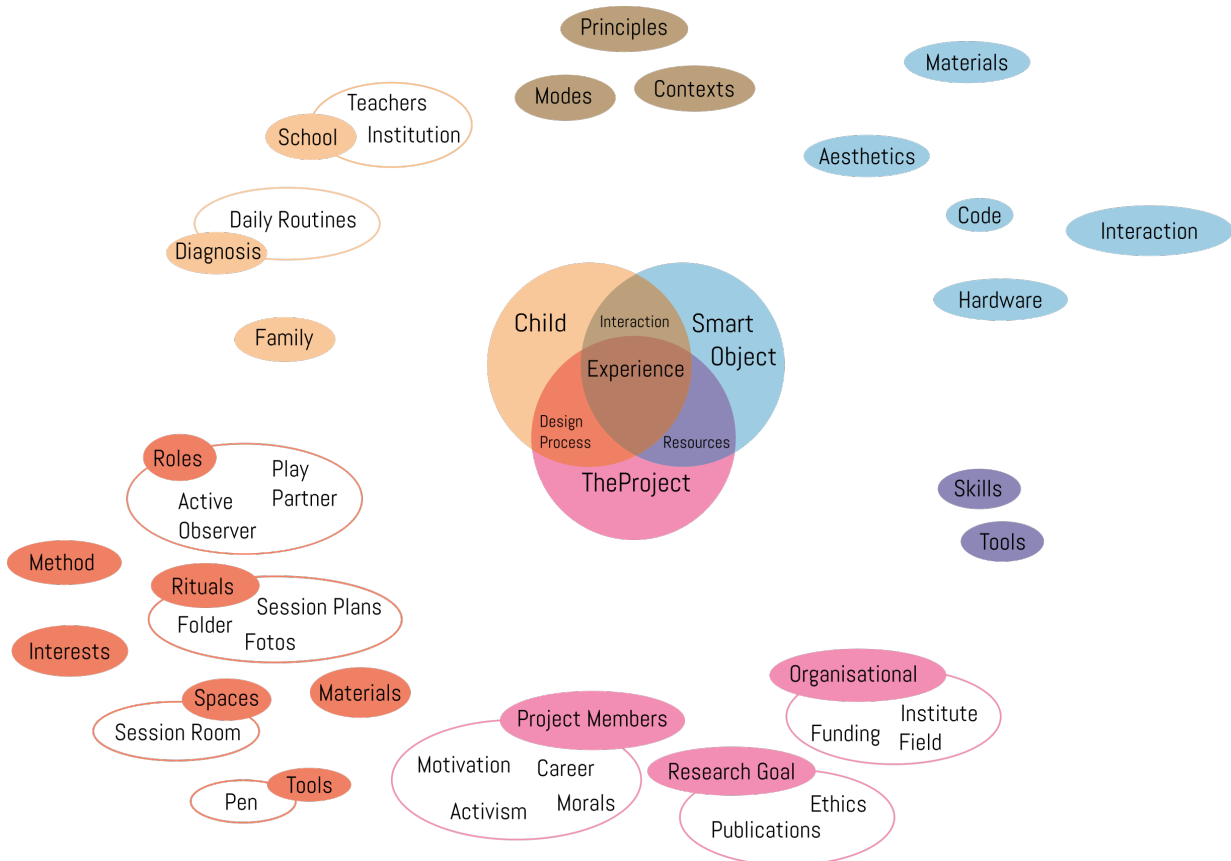 Principles
Modes
Contexts
Materials
Aesthetics
Code
Interaction
Hardware
Teachers
Institution
School
Daily Routines
Diagnosis
Family
Child
Interaction
Smart
Object
Experience
Design
Process
Resources
TheProject
Roles
Play
Partner
Active
Observer
Method
Rituals
Session Plans
Folder
Fotos
Interests
Spaces
Session Room
Materials
Tools
Pen
Skills
Tools
Organisational
Institute
Funding
Field
Project Members
Motivation
Career
Activism
Morals
Research Goal
Ethics
Publications